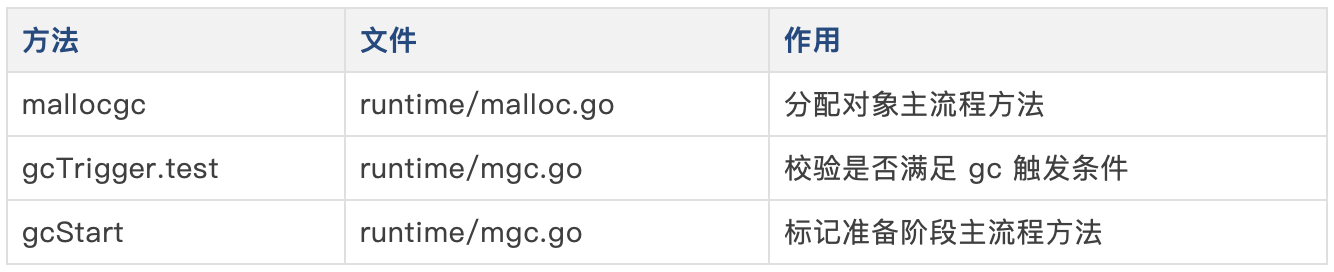 方法 文件 作用
mallocgc runtime/malloc.go 分配对象主流程方法
gcTrigger.test runtime/mgc.go 校验是否满足 gc 触发条件
gcStart runtime/mgc.go 标记准备阶段主流程方法